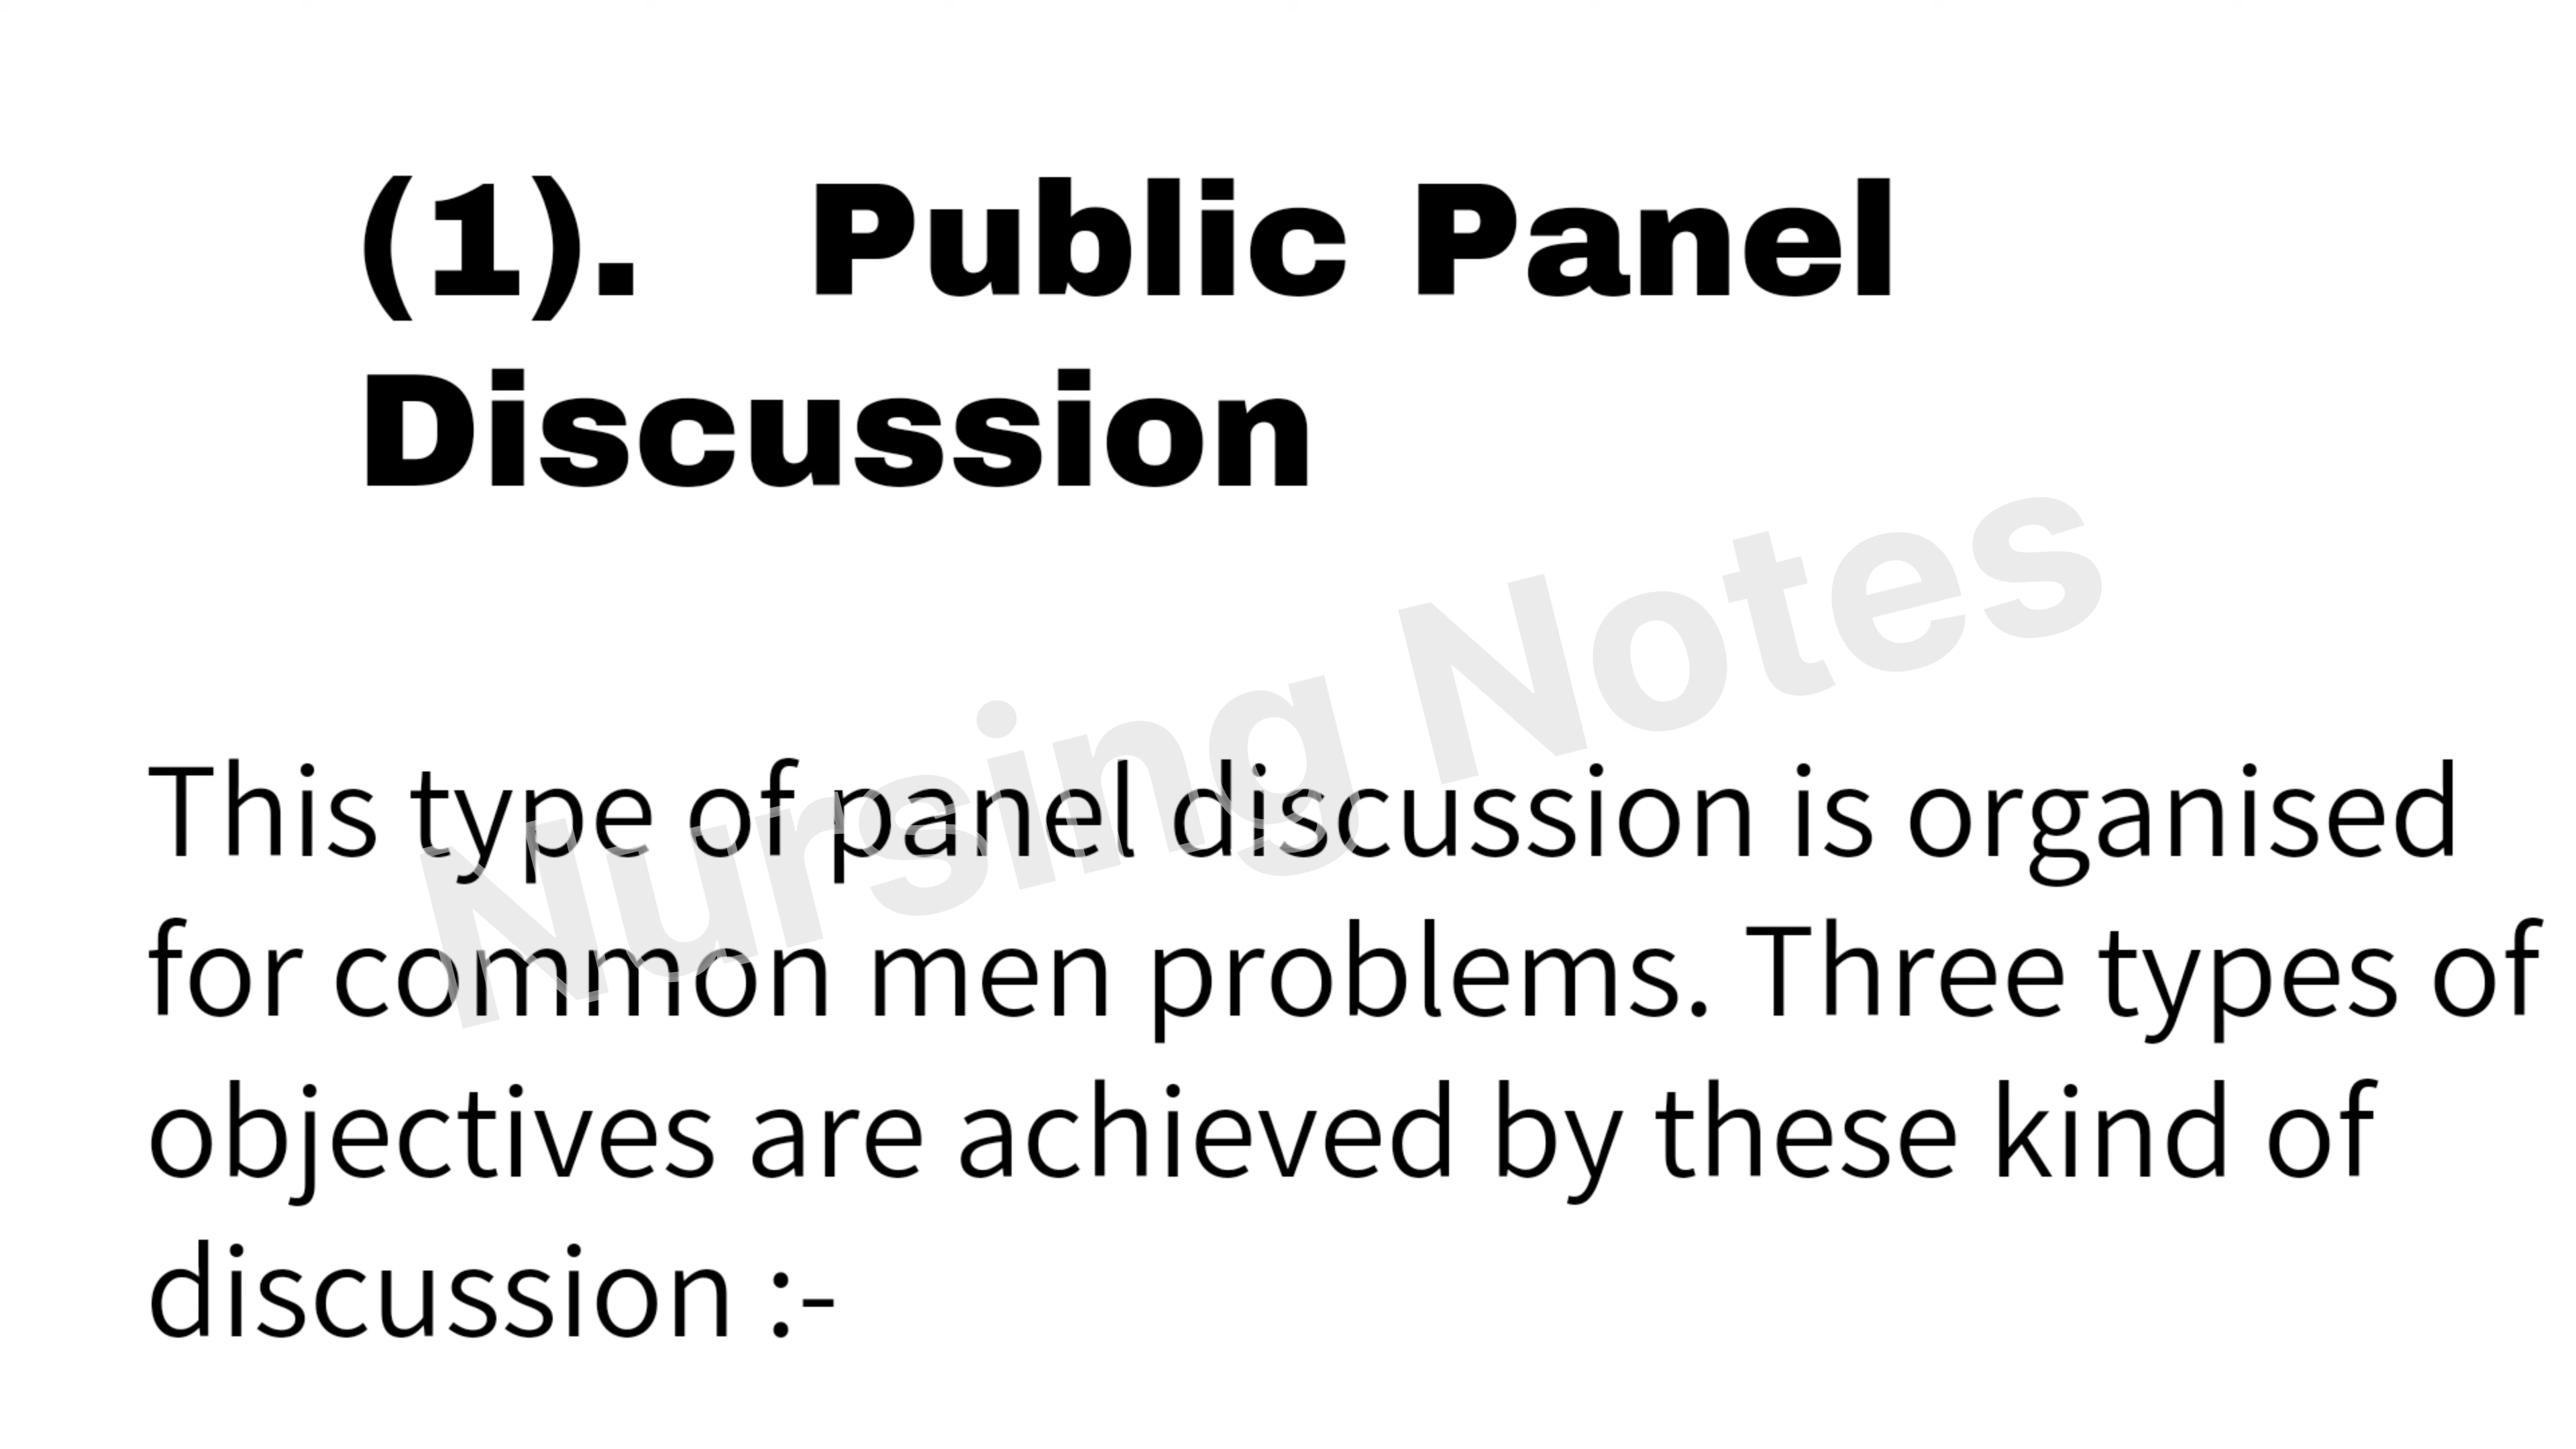 (1). Public Panel
Discussion
Nursing Notes
This type of panel discussion is organised
for common men problems. Three types of
objectives are achieved by these kind of
discussion :-